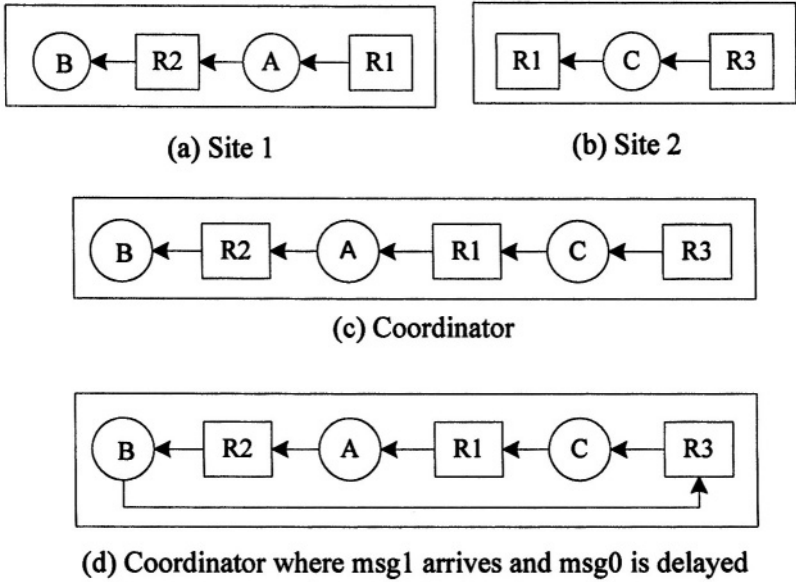 B R2 A R1
R1 C R3
(a) Site 1
(b) Site 2
B R2 A R1 C R3
(c) Coordinator
B R2 A R1 C R3
(d) Coordinator where msg1 arrives and msg0 is delayed